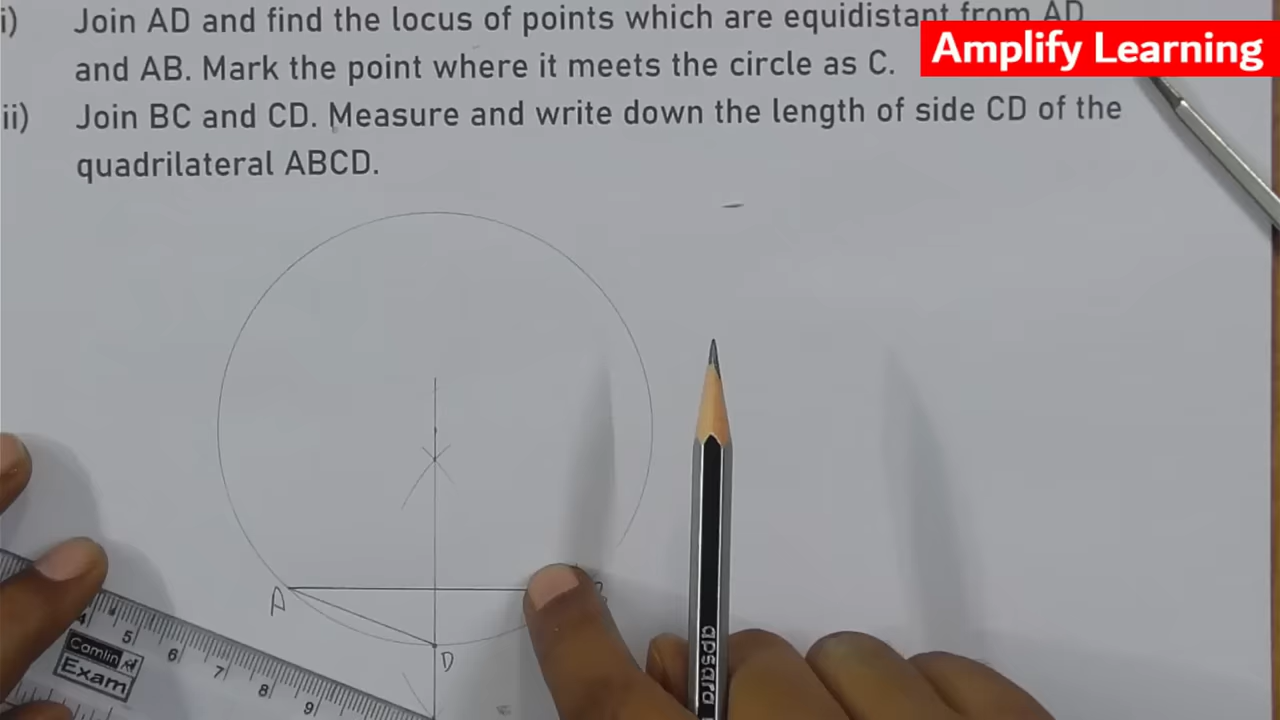 i) Join AD and find the locus of points which are equidistant from AD
and AB. Mark the point where it meets the circle as C.
Amplify Learning
ii) Join BC and CD. Measure and write down the length of side CD of the
quadrilateral ABCD.
A
D
4 5 6 7 8 9
Camlin
Exam
apsara